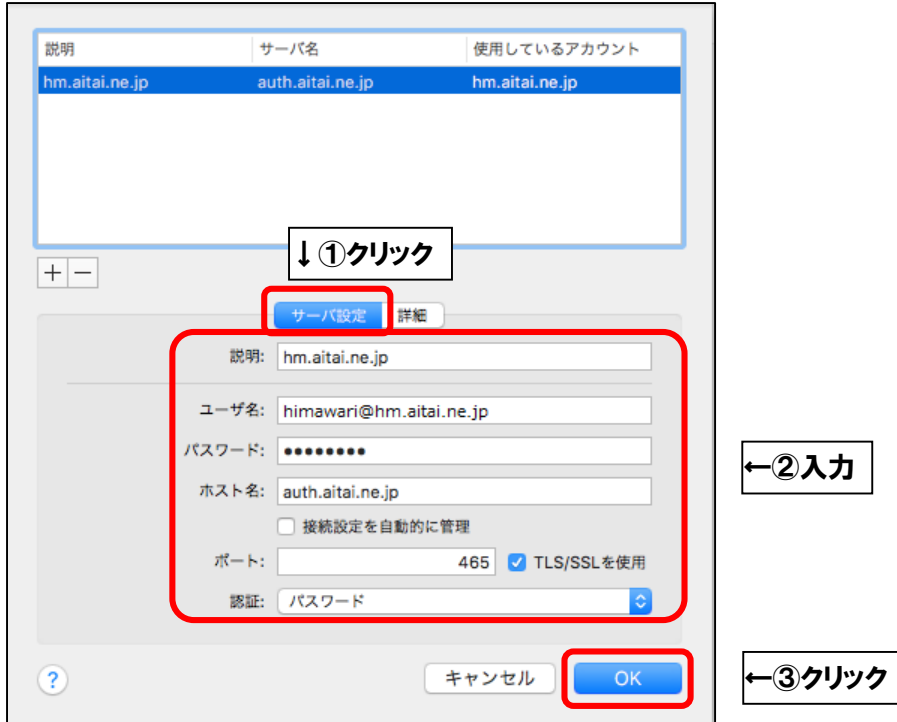 説明 サーバ名 使用しているアカウント
hm.aitai.ne.jp auth.aitai.ne.jp hm.aitai.ne.jp
↓①クリック
+ −
サーバ設定 詳細
説明: hm.aitai.ne.jp
ユーザ名: himawari@hm.aitai.ne.jp
パスワード: ●●●●●●●●
←②入力
ホスト名: auth.aitai.ne.jp
接続設定を自動的に管理
ポート: 465 TLS/SSLを使用
認証: パスワード
? キャンセル OK
←③クリック